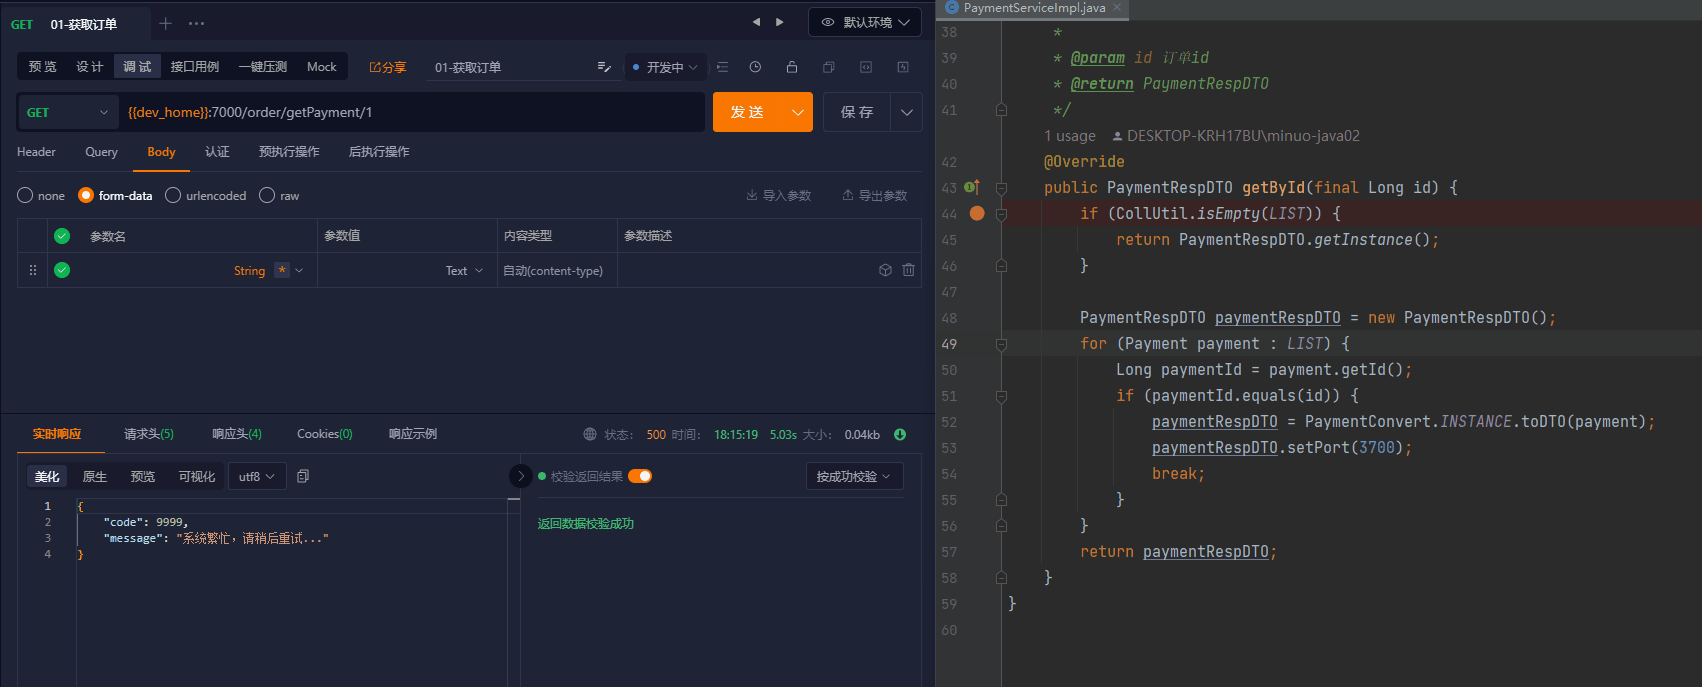 GET 01-获取订单
默认环境
预 览 设 计 调 试 接口用例 一键压测 Mock 分享 01-获取订单 开发中
GET {{dev_home}}:7000/order/getPayment/1 发 送 保 存
Header Query Body 认证 预执行操作 后执行操作
none form-data urlencoded raw 导入参数 导出参数
参数名 参数值 内容类型 参数描述
String * Text 自动(content-type)
实时响应 请求头(5) 响应头(4) Cookies(0) 响应示例 状态: 500 时间: 18:15:19 5.03s 大小: 0.04kb
美化 原生 预览 可视化 utf8 校验返回结果 按成功校验
1 {
2 "code": 9999,
3 "message": "系统繁忙，请稍后重试..."
4 }
返回数据校验成功
PaymentServiceImpl.java
38 *
39 * @param id 订单id
40 * @return PaymentRespDTO
41 */
1 usage DESKTOP-KRH17BU\minuo-java02
42 @Override
43 public PaymentRespDTO getById(final Long id) {
44 if (CollUtil.isEmpty(LIST)) {
45 return PaymentRespDTO.getInstance();
46 }
47
48 PaymentRespDTO paymentRespDTO = new PaymentRespDTO();
49 for (Payment payment : LIST) {
50 Long paymentId = payment.getId();
51 if (paymentId.equals(id)) {
52 paymentRespDTO = PaymentConvert.INSTANCE.toDTO(payment);
53 paymentRespDTO.setPort(3700);
54 break;
55 }
56 }
57 return paymentRespDTO;
58 }
59 }
60